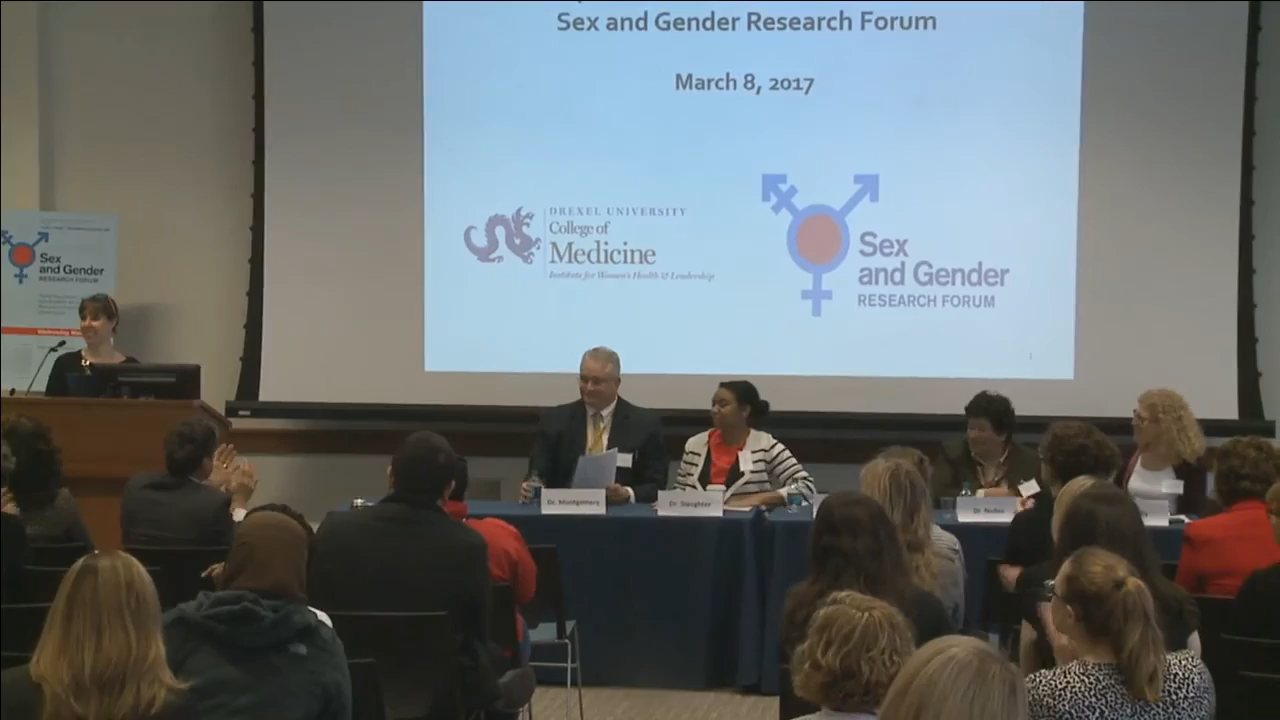 Sex and Gender Research Forum
March 8, 2017
DREXEL UNIVERSITY
College of
Medicine
Institute for Women's Health & Leadership
Sex
and Gender
RESEARCH FORUM
Sex
and Gender
RESEARCH FORUM
Dr. Montgomery
Dr. Slaughter
Dr. Nudez